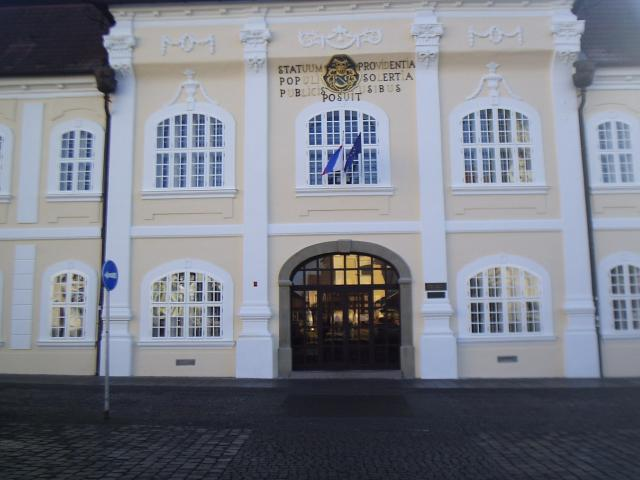 STATUUM PROVIDENTIA
POPULI SOLERTIA
PUBLICIS USIBUS
POSUIT